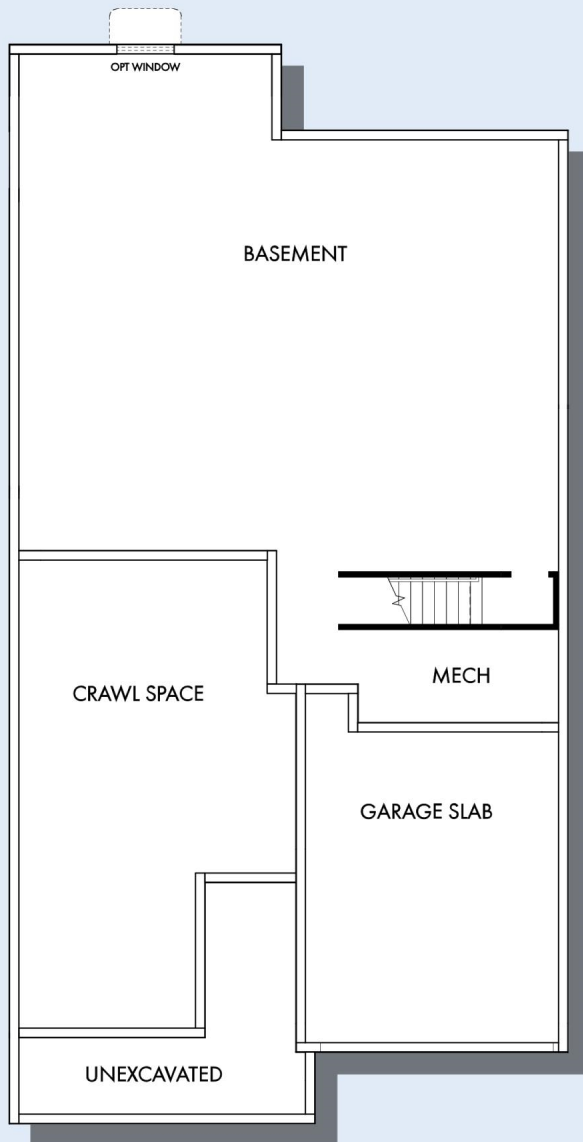 OPT WINDOW
BASEMENT
MECH
CRAWL SPACE
GARAGE SLAB
UNEXCAVATED